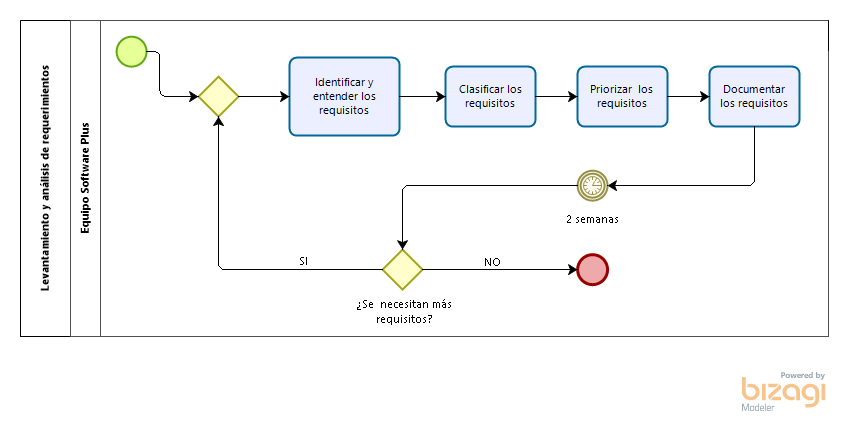 Levantamiento y análisis de requerimientos
Equipo Software Plus
Identificar y
entender los
requisitos
Clasificar los
requisitos
Priorizar los
requisitos
Documentar
los requisitos
2 semanas
SI
NO
¿Se necesitan más
requisitos?
Powered by
bizagi
Modeler